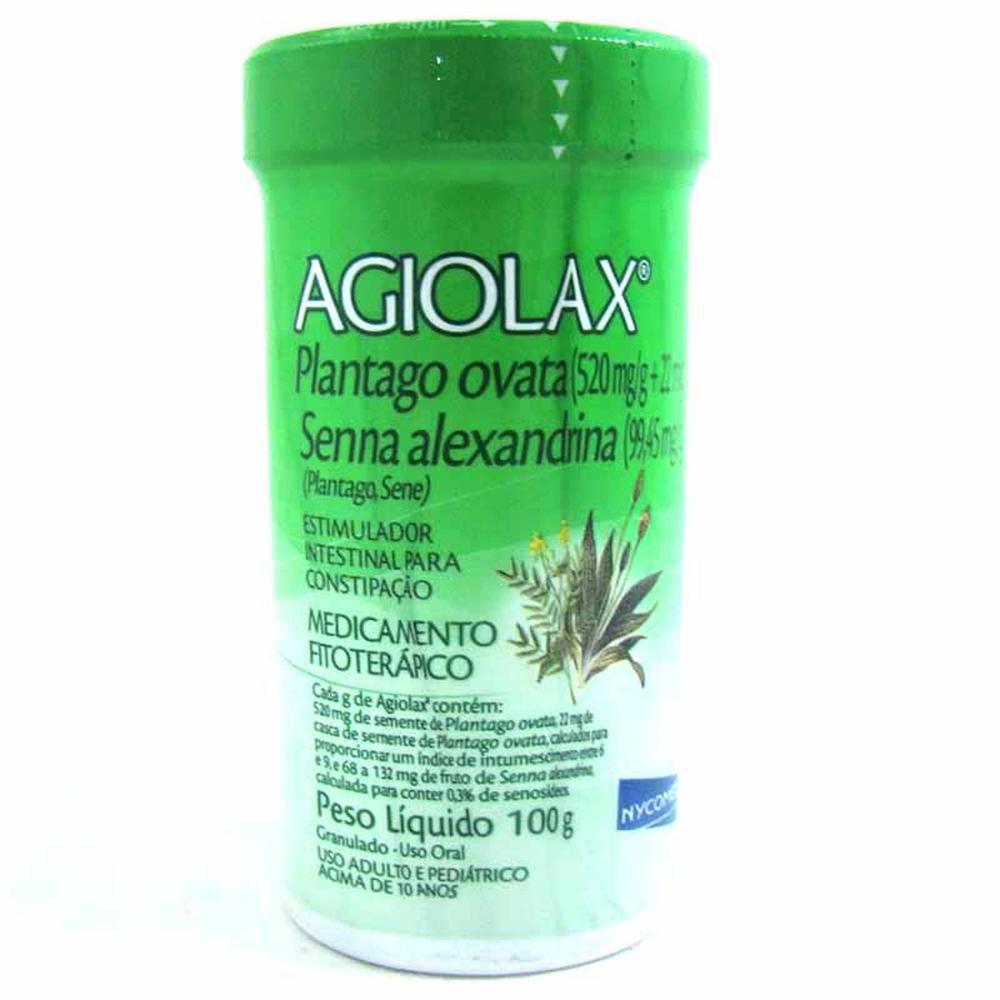 AGIOLAX®
Plantago ovata (520 mg/g + 22
Senna alexandrina (99,45 mg
(Plantago, Sene)
ESTIMULADOR
INTESTINAL PARA
CONSTIPAÇÃO
MEDICAMENTO
FITOTERÁPICO
Cada g de Agiolax® contém:
520 mg de semente de Plantago ovata, 22 mg de
casca de semente de Plantago ovata, calculados para
proporcionar um índice de intumescimento entre 6
e 9, e 68 a 132 mg de fruto de Senna alexandrina,
calculada para conter 0,3% de senosídeos.
Peso Líquido 100 g
Granulado - Uso Oral
USO ADULTO E PEDIÁTRICO
ACIMA DE 10 ANOS
NYCOME